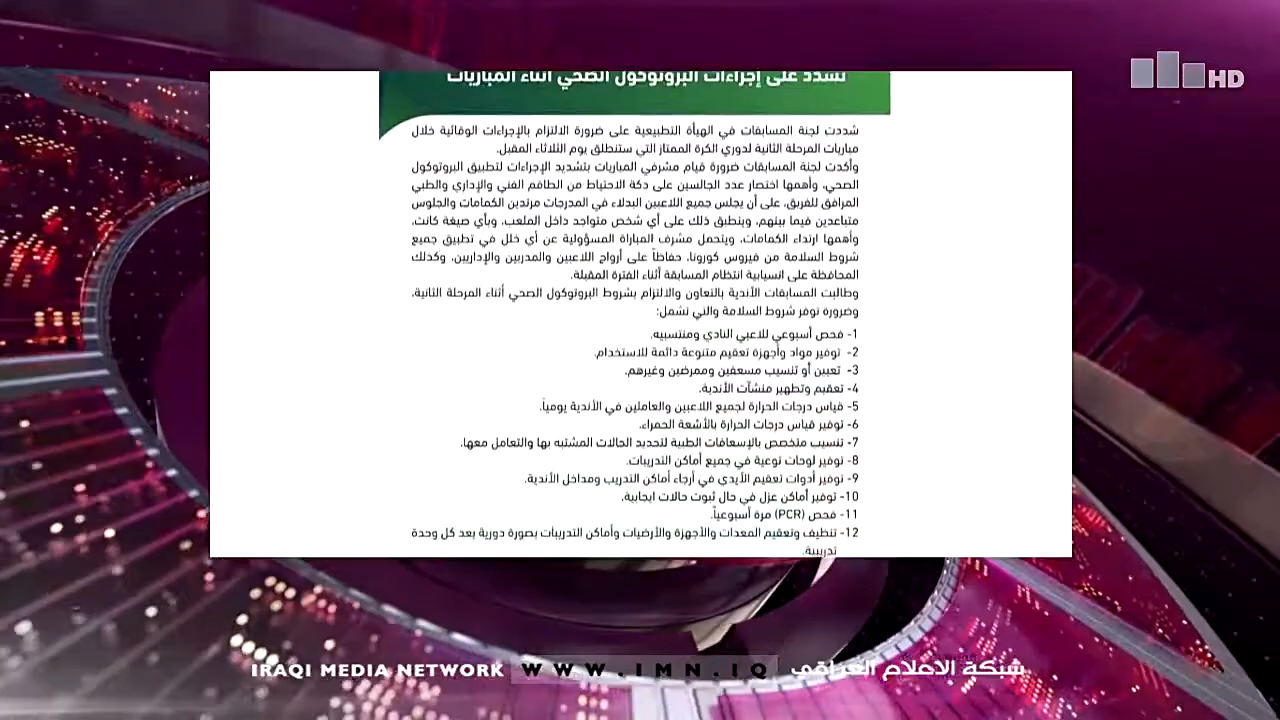 HD
تشدد على إجراءات البروتوكول الصحي أثناء المباريات
شددت لجنة المسابقات في الهيأة التطبيعية على ضرورة الالتزام بالإجراءات الوقائية خلال
مباريات المرحلة الثانية لدوري الكرة الممتاز التي ستنطلق يوم الثلاثاء المقبل.
وأكدت لجنة المسابقات ضرورة قيام مشرفي المباريات بتشديد الإجراءات لتطبيق البروتوكول
الصحي، وأهمها اختصار عدد الجالسين على دكة الاحتياط من الطاقم الفني والإداري والطبي
المرافق للفريق، على أن يجلس جميع اللاعبين البدلاء في المدرجات مرتدين الكمامات والجلوس
متباعدين فيما بينهم، وينطبق ذلك على أي شخص متواجد داخل الملعب، وبأي صيغة كانت،
وأهمها ارتداء الكمامات، ويتحمل مشرف المباراة المسؤولية عن أي خلل في تطبيق جميع
شروط السلامة من فيروس كورونا، حفاظاً على أرواح اللاعبين والمدربين والإداريين، وكذلك
المحافظة على انسيابية انتظام المسابقة أثناء الفترة المقبلة.
وطالبت المسابقات الأندية بالتعاون والالتزام بشروط البروتوكول الصحي أثناء المرحلة الثانية،
وضرورة توفر شروط السلامة والتي تشمل:
1- فحص أسبوعي للاعبي النادي ومنتسبيه.
2- توفير مواد وأجهزة تعقيم متنوعة دائمة للاستخدام.
3- تعيين أو تنسيب مسعفين وممرضين وغيرهم.
4- تعقيم وتطهير منشآت الأندية.
5- قياس درجات الحرارة لجميع اللاعبين والعاملين في الأندية يومياً.
6- توفير قياس درجات الحرارة بالأشعة الحمراء.
7- تنسيب متخصص بالإسعافات الطبية لتحديد الحالات المشتبه بها والتعامل معها.
8- توفير لوحات توعية في جميع أماكن التدريبات.
9- توفير أدوات تعقيم الأيدي في أرجاء أماكن التدريب ومداخل الأندية.
10- توفير أماكن عزل في حال ثبوت حالات ايجابية.
11- فحص (PCR) مرة أسبوعياً.
12- تنظيف وتعقيم المعدات والأجهزة والأرضيات وأماكن التدريبات بصورة دورية بعد كل وحدة
تدريبية.
IRAQI MEDIA NETWORK WWW.IMN.IQ شبكة الإعلام العراقي